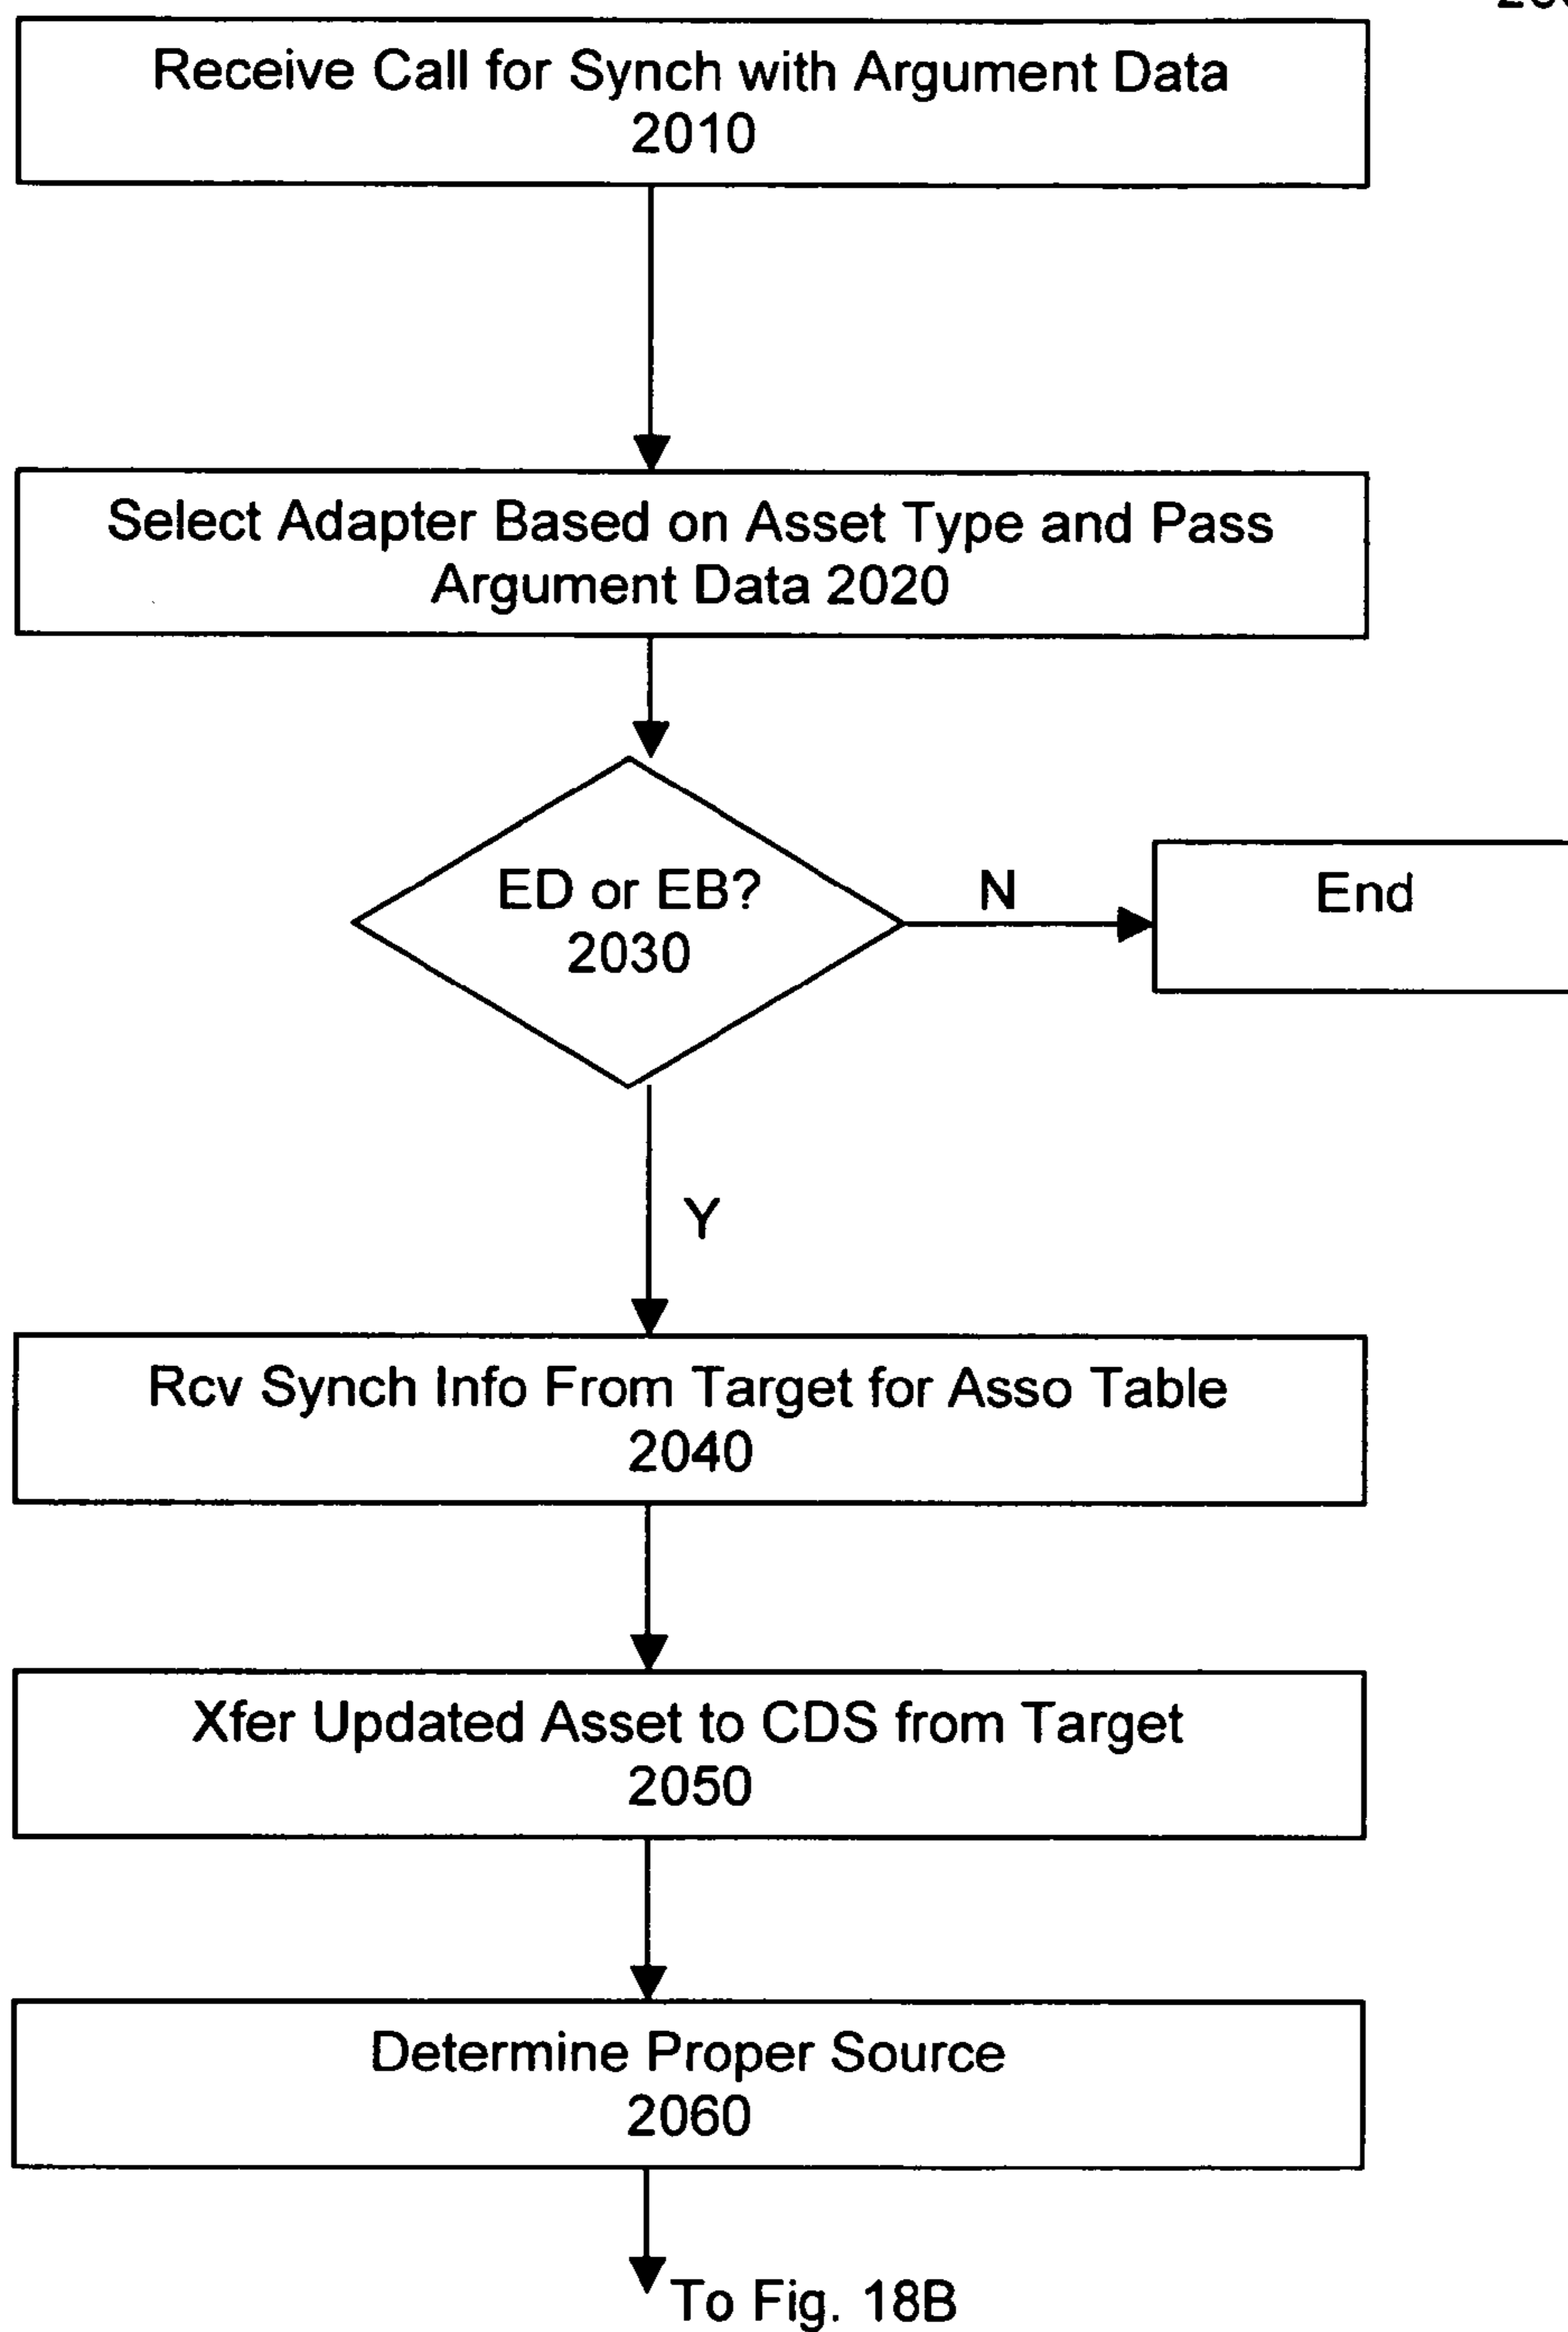 Receive Call for Synch with Argument Data
2010
Select Adapter Based on Asset Type and Pass
Argument Data 2020
ED or EB?
2030
N
End
Y
Rcv Synch Info From Target for Asso Table
2040
Xfer Updated Asset to CDS from Target
2050
Determine Proper Source
2060
To Fig. 18B